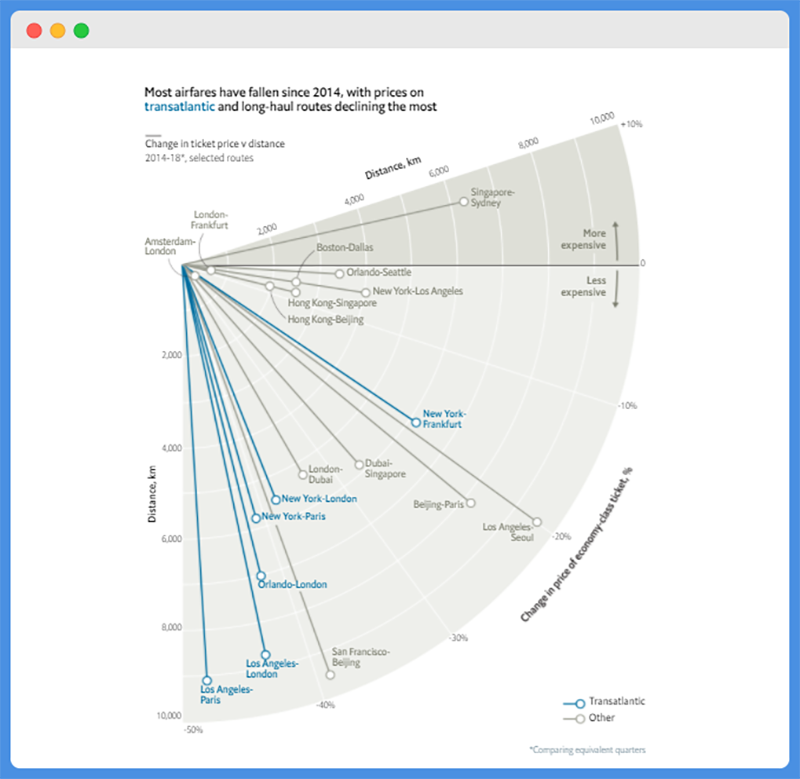 Most airfares have fallen since 2014, with prices on
transatlantic and long-haul routes declining the most
Change in ticket price v distance
2014-18*, selected routes
Distance, km
2,000
4,000
6,000
8,000
10,000
+10%
Singapore-
Sydney
London-
Frankfurt
Amsterdam-
London
Boston-Dallas
More
expensive
0
Less
expensive
Orlando-Seattle
New York-Los Angeles
Hong Kong-Singapore
Hong Kong-Beijing
2,000
-10%
New York-
Frankfurt
4,000
London-
Dubai
Dubai-
Singapore
Distance, km
New York-London
New York-Paris
Beijing-Paris
Los Angeles-
Seoul
-20%
Change in price of economy-class ticket, %
6,000
Orlando-London
8,000
-30%
Los Angeles-
London
San Francisco-
Beijing
Los Angeles-
Paris
-40%
10,000
-50%
Transatlantic
Other
*Comparing equivalent quarters